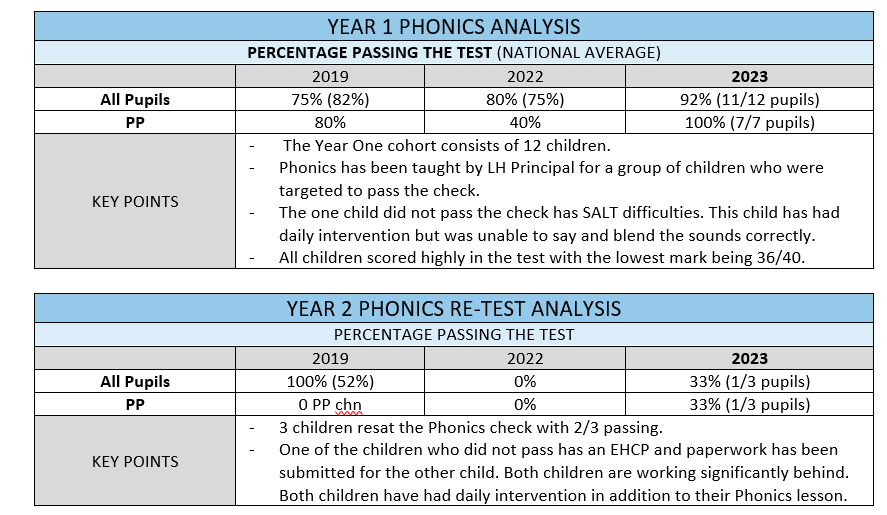 YEAR 1 PHONICS ANALYSIS
PERCENTAGE PASSING THE TEST (NATIONAL AVERAGE)
2019 2022 2023
All Pupils 75% (82%) 80% (75%) 92% (11/12 pupils)
PP 80% 40% 100% (7/7 pupils)
KEY POINTS
- The Year One cohort consists of 12 children.
- Phonics has been taught by LH Principal for a group of children who were
targeted to pass the check.
- The one child did not pass the check has SALT difficulties. This child has had
daily intervention but was unable to say and blend the sounds correctly.
- All children scored highly in the test with the lowest mark being 36/40.
YEAR 2 PHONICS RE-TEST ANALYSIS
PERCENTAGE PASSING THE TEST
2019 2022 2023
All Pupils 100% (52%) 0% 33% (1/3 pupils)
PP 0 PP chn 0% 33% (1/3 pupils)
KEY POINTS
- 3 children resat the Phonics check with 2/3 passing.
- One of the children who did not pass has an EHCP and paperwork has been
submitted for the other child. Both children are working significantly behind.
Both children have had daily intervention in addition to their Phonics lesson.